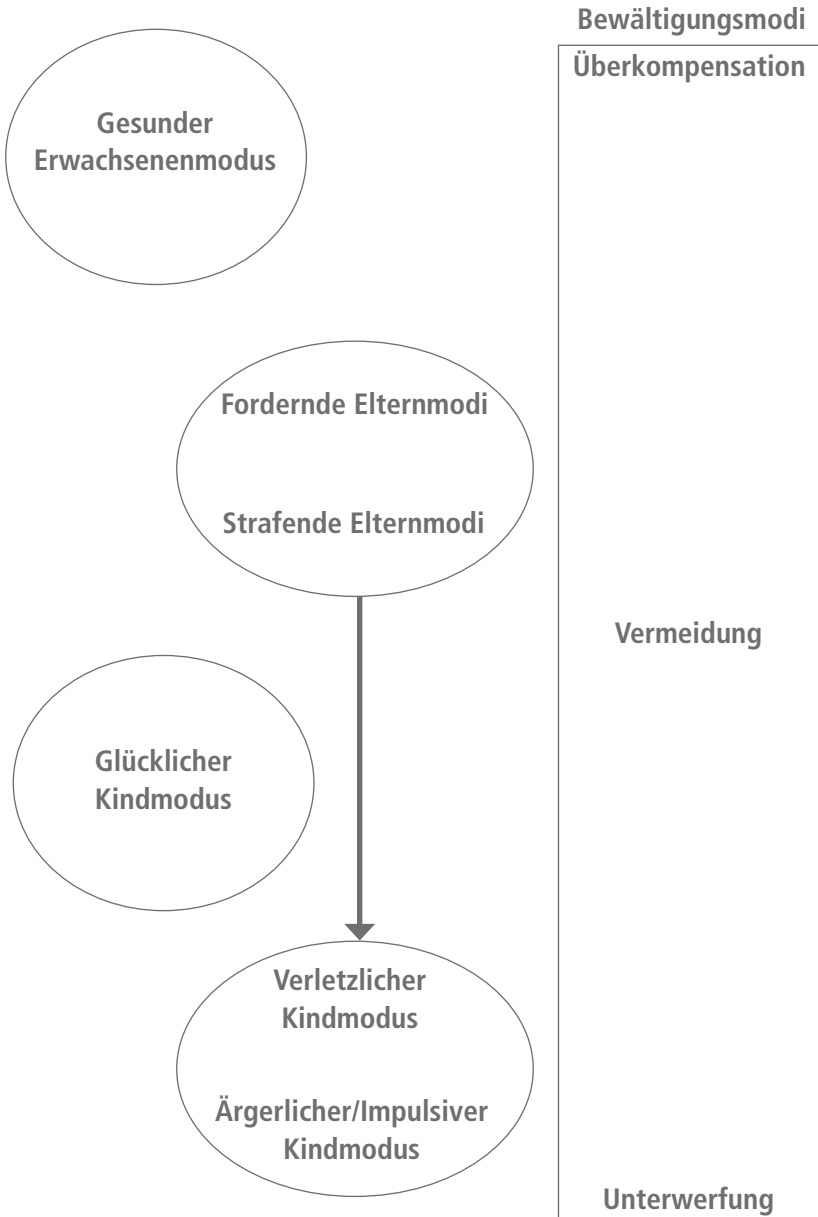 Bewältigungsmodi
Überkompensation
Gesunder
Erwachsenenmodus
Fordernde Elternmodi
Strafende Elternmodi
Vermeidung
Glücklicher
Kindmodus
Verletzlicher
Kindmodus
Ärgerlicher/Impulsiver
Kindmodus
Unterwerfung